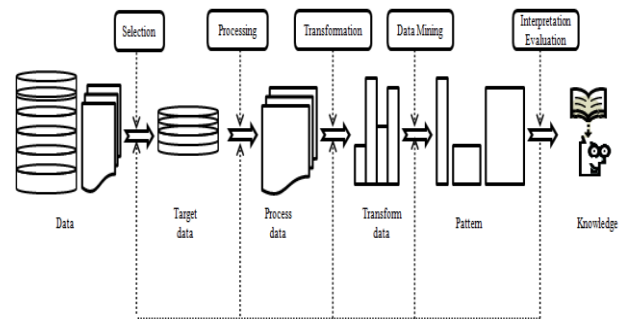 Selection
Processing
Transformation
Data Mining
Interpretation
Evaluation
Data
Target
data
Process
data
Transform
data
Pattern
Knowledge